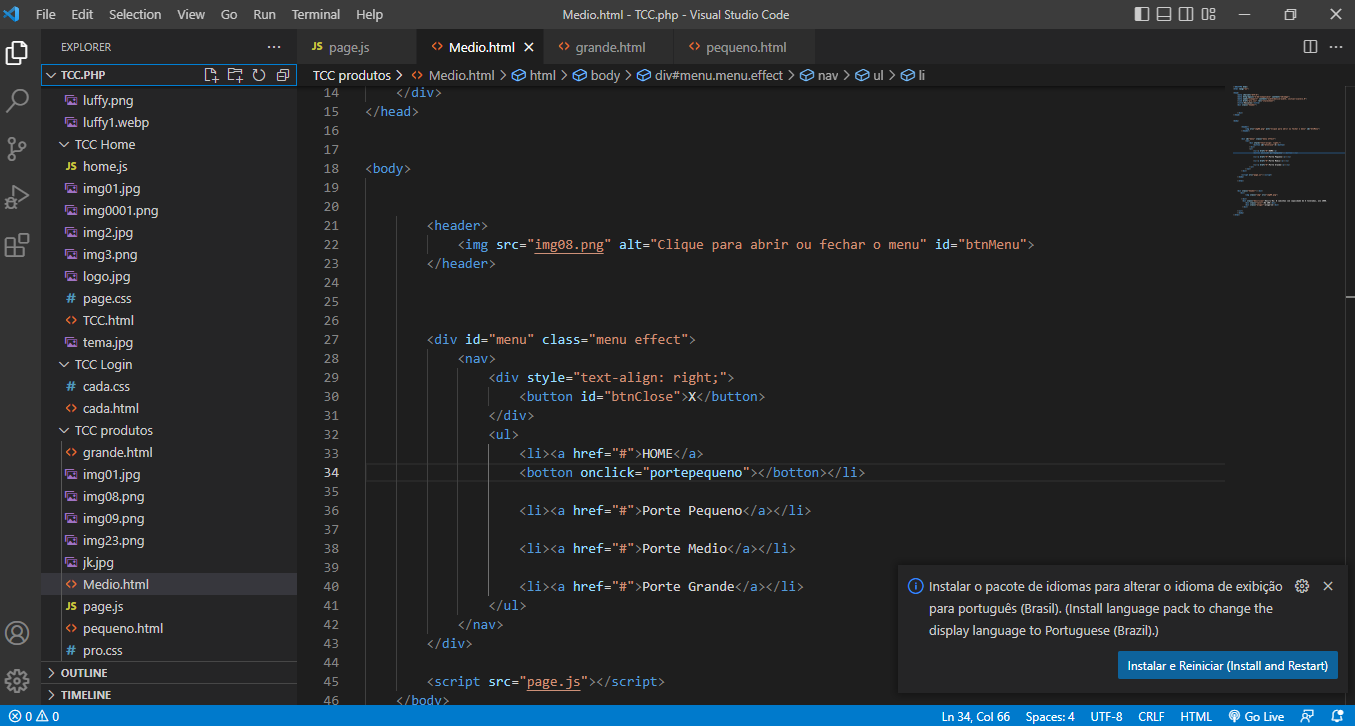 File Edit Selection View Go Run Terminal Help Medio.html - TCC.php - Visual Studio Code
EXPLORER
TCC.PHP
luffy.png
luffy1.webp
TCC Home
JS home.js
img01.jpg
img0001.png
img2.jpg
img3.png
logo.jpg
# page.css
<> TCC.html
tema.jpg
TCC Login
# cada.css
<> cada.html
TCC produtos
<> grande.html
img01.jpg
img08.png
img09.png
img23.png
jk.jpg
<> Medio.html
JS page.js
<> pequeno.html
# pro.css
OUTLINE
TIMELINE
JS page.js <> Medio.html <> grande.html <> pequeno.html
TCC produtos > <> Medio.html > html > body > div#menu.menu.effect > nav > ul > li
14 </div>
15 </head>
16
17
18 <body>
19
20
21 <header>
22 <img src="img08.png" alt="Clique para abrir ou fechar o menu" id="btnMenu">
23 </header>
24
25
26
27 <div id="menu" class="menu effect">
28 <nav>
29 <div style="text-align: right;">
30 <button id="btnClose">X</button>
31 </div>
32 <ul>
33 <li><a href="#">HOME</a>
34 <botton onclick="portepequeno"></botton></li>
35
36 <li><a href="#">Porte Pequeno</a></li>
37
38 <li><a href="#">Porte Medio</a></li>
39
40 <li><a href="#">Porte Grande</a></li>
41 </ul>
42 </nav>
43 </div>
44
45 <script src="page.js"></script>
46 </body>
Instalar o pacote de idiomas para alterar o idioma de exibição
para português (Brasil). (Install language pack to change the
display language to Portuguese (Brazil).)
Instalar e Reiniciar (Install and Restart)
0 0 Ln 34, Col 66 Spaces: 4 UTF-8 CRLF HTML Go Live